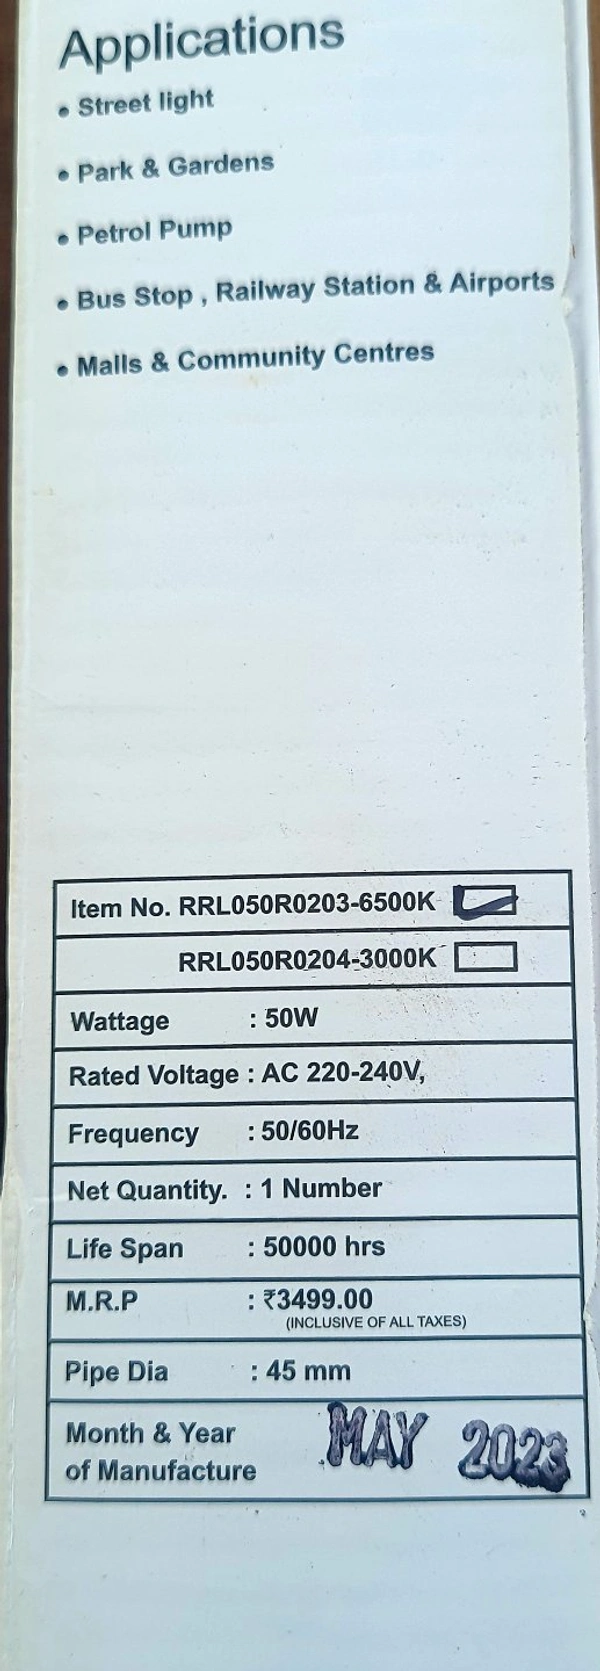 Applications
• Street light
• Park & Gardens
• Petrol Pump
• Bus Stop , Railway Station & Airports
• Malls & Community Centres
Item No. RRL050R0203-6500K
RRL050R0204-3000K
Wattage : 50W
Rated Voltage : AC 220-240V,
Frequency : 50/60Hz
Net Quantity. : 1 Number
Life Span : 50000 hrs
M.R.P : ₹3499.00
(INCLUSIVE OF ALL TAXES)
Pipe Dia : 45 mm
Month & Year
of Manufacture MAY 2023